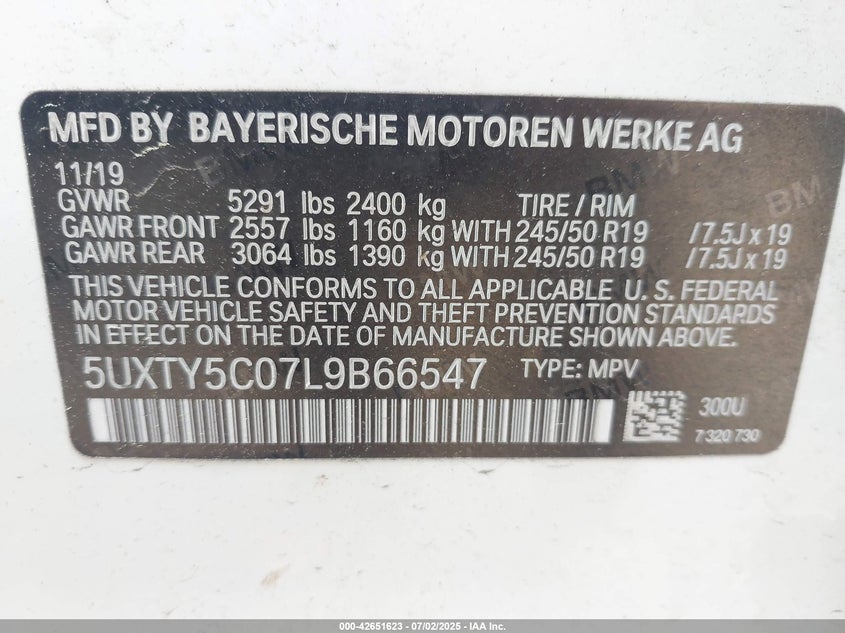 MFD BY BAYERISCHE MOTOREN WERKE AG
11/19
GVWR 5291 lbs 2400 kg TIRE / RIM
GAWR FRONT 2557 lbs 1160 kg WITH 245/50 R19 / 7.5J x 19
GAWR REAR 3064 lbs 1390 kg WITH 245/50 R19 / 7.5J x 19
THIS VEHICLE CONFORMS TO ALL APPLICABLE U. S. FEDERAL
MOTOR VEHICLE SAFETY AND THEFT PREVENTION STANDARDS
IN EFFECT ON THE DATE OF MANUFACTURE SHOWN ABOVE.
5UXTY5C07L9B66547 TYPE: MPV
300U
7 320 730
000-42651623 - 07/02/2025 - IAA Inc.